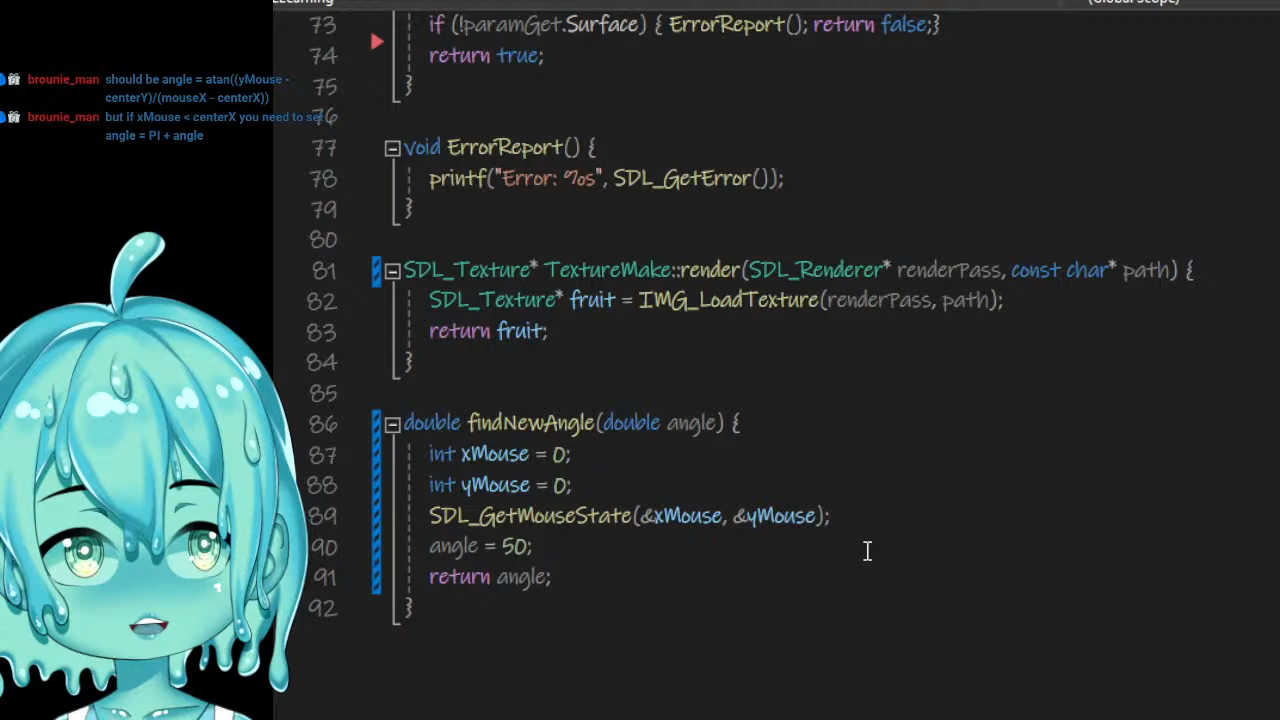 ELearning
(Global Scope)
73 if (!paramGet.Surface) { ErrorReport(); return false;}
74 return true;
75 }
76
77 void ErrorReport() {
78 printf("Error: %s", SDL_GetError());
79 }
80
81 SDL_Texture* TextureMake::render(SDL_Renderer* renderPass, const char* path) {
82 SDL_Texture* fruit = IMG_LoadTexture(renderPass, path);
83 return fruit;
84 }
85
86 double findNewAngle(double angle) {
87 int xMouse = 0;
88 int yMouse = 0;
89 SDL_GetMouseState(&xMouse, &yMouse);
90 angle = 50;
91 return angle;
92 }
brounie_man should be angle = atan((yMouse -
centerY)/(mouseX - centerX))
brounie_man but if xMouse < centerX you need to set
angle = PI + angle